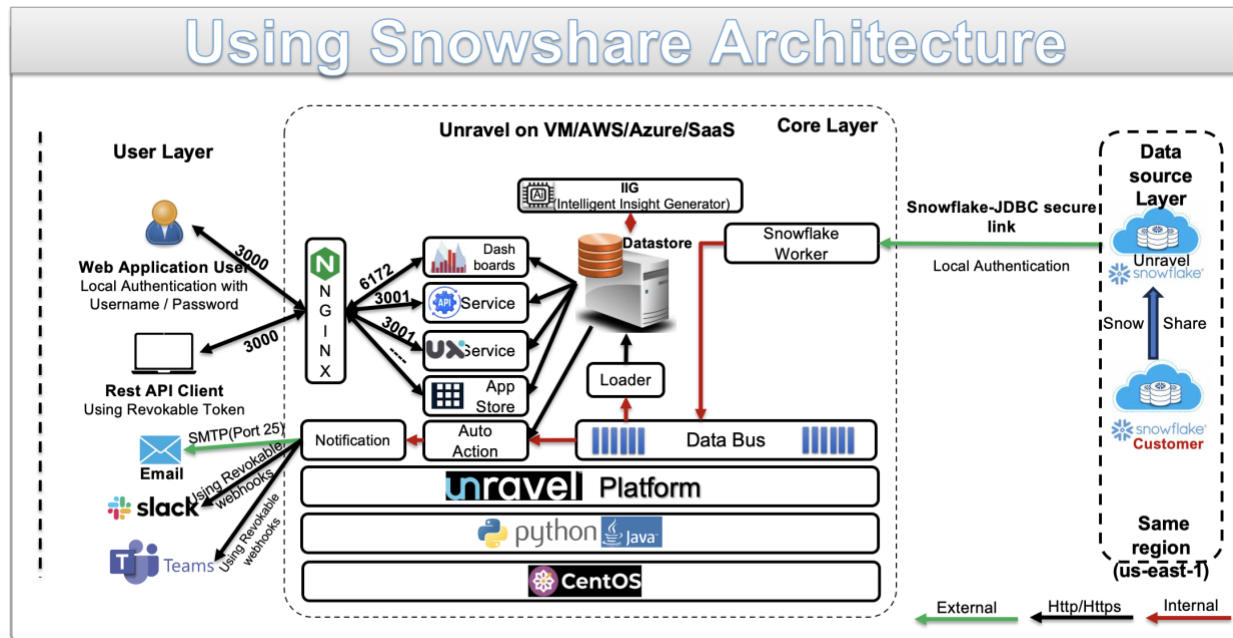 Using Snowshare Architecture
User Layer
Unravel on VM/AWS/Azure/SaaS
Core Layer
Data
source
Layer
IIG
(Intelligent Insight Generator)
Ai
Datastore
Snowflake
Worker
Snowflake-JDBC secure
link
Local Authentication
Unravel
snowflake®
Snow
Share
snowflake®
Customer
Same
region
(us-east-1)
3000
Web Application User
Local Authentication with
Username / Password
3000
Rest API Client
Using Revokable Token
N
N
G
I
N
X
6172
3001
3001
----
Dash
boards
API
Service
UX
Service
App
Store
Loader
SMTP(Port 25)
Email
Using Revokable
webhooks
slack
Using Revokable
webhooks
T
Teams
Notification
Auto
Action
Data Bus
unravel Platform
python
Java
CentOS
External
Http/Https
Internal